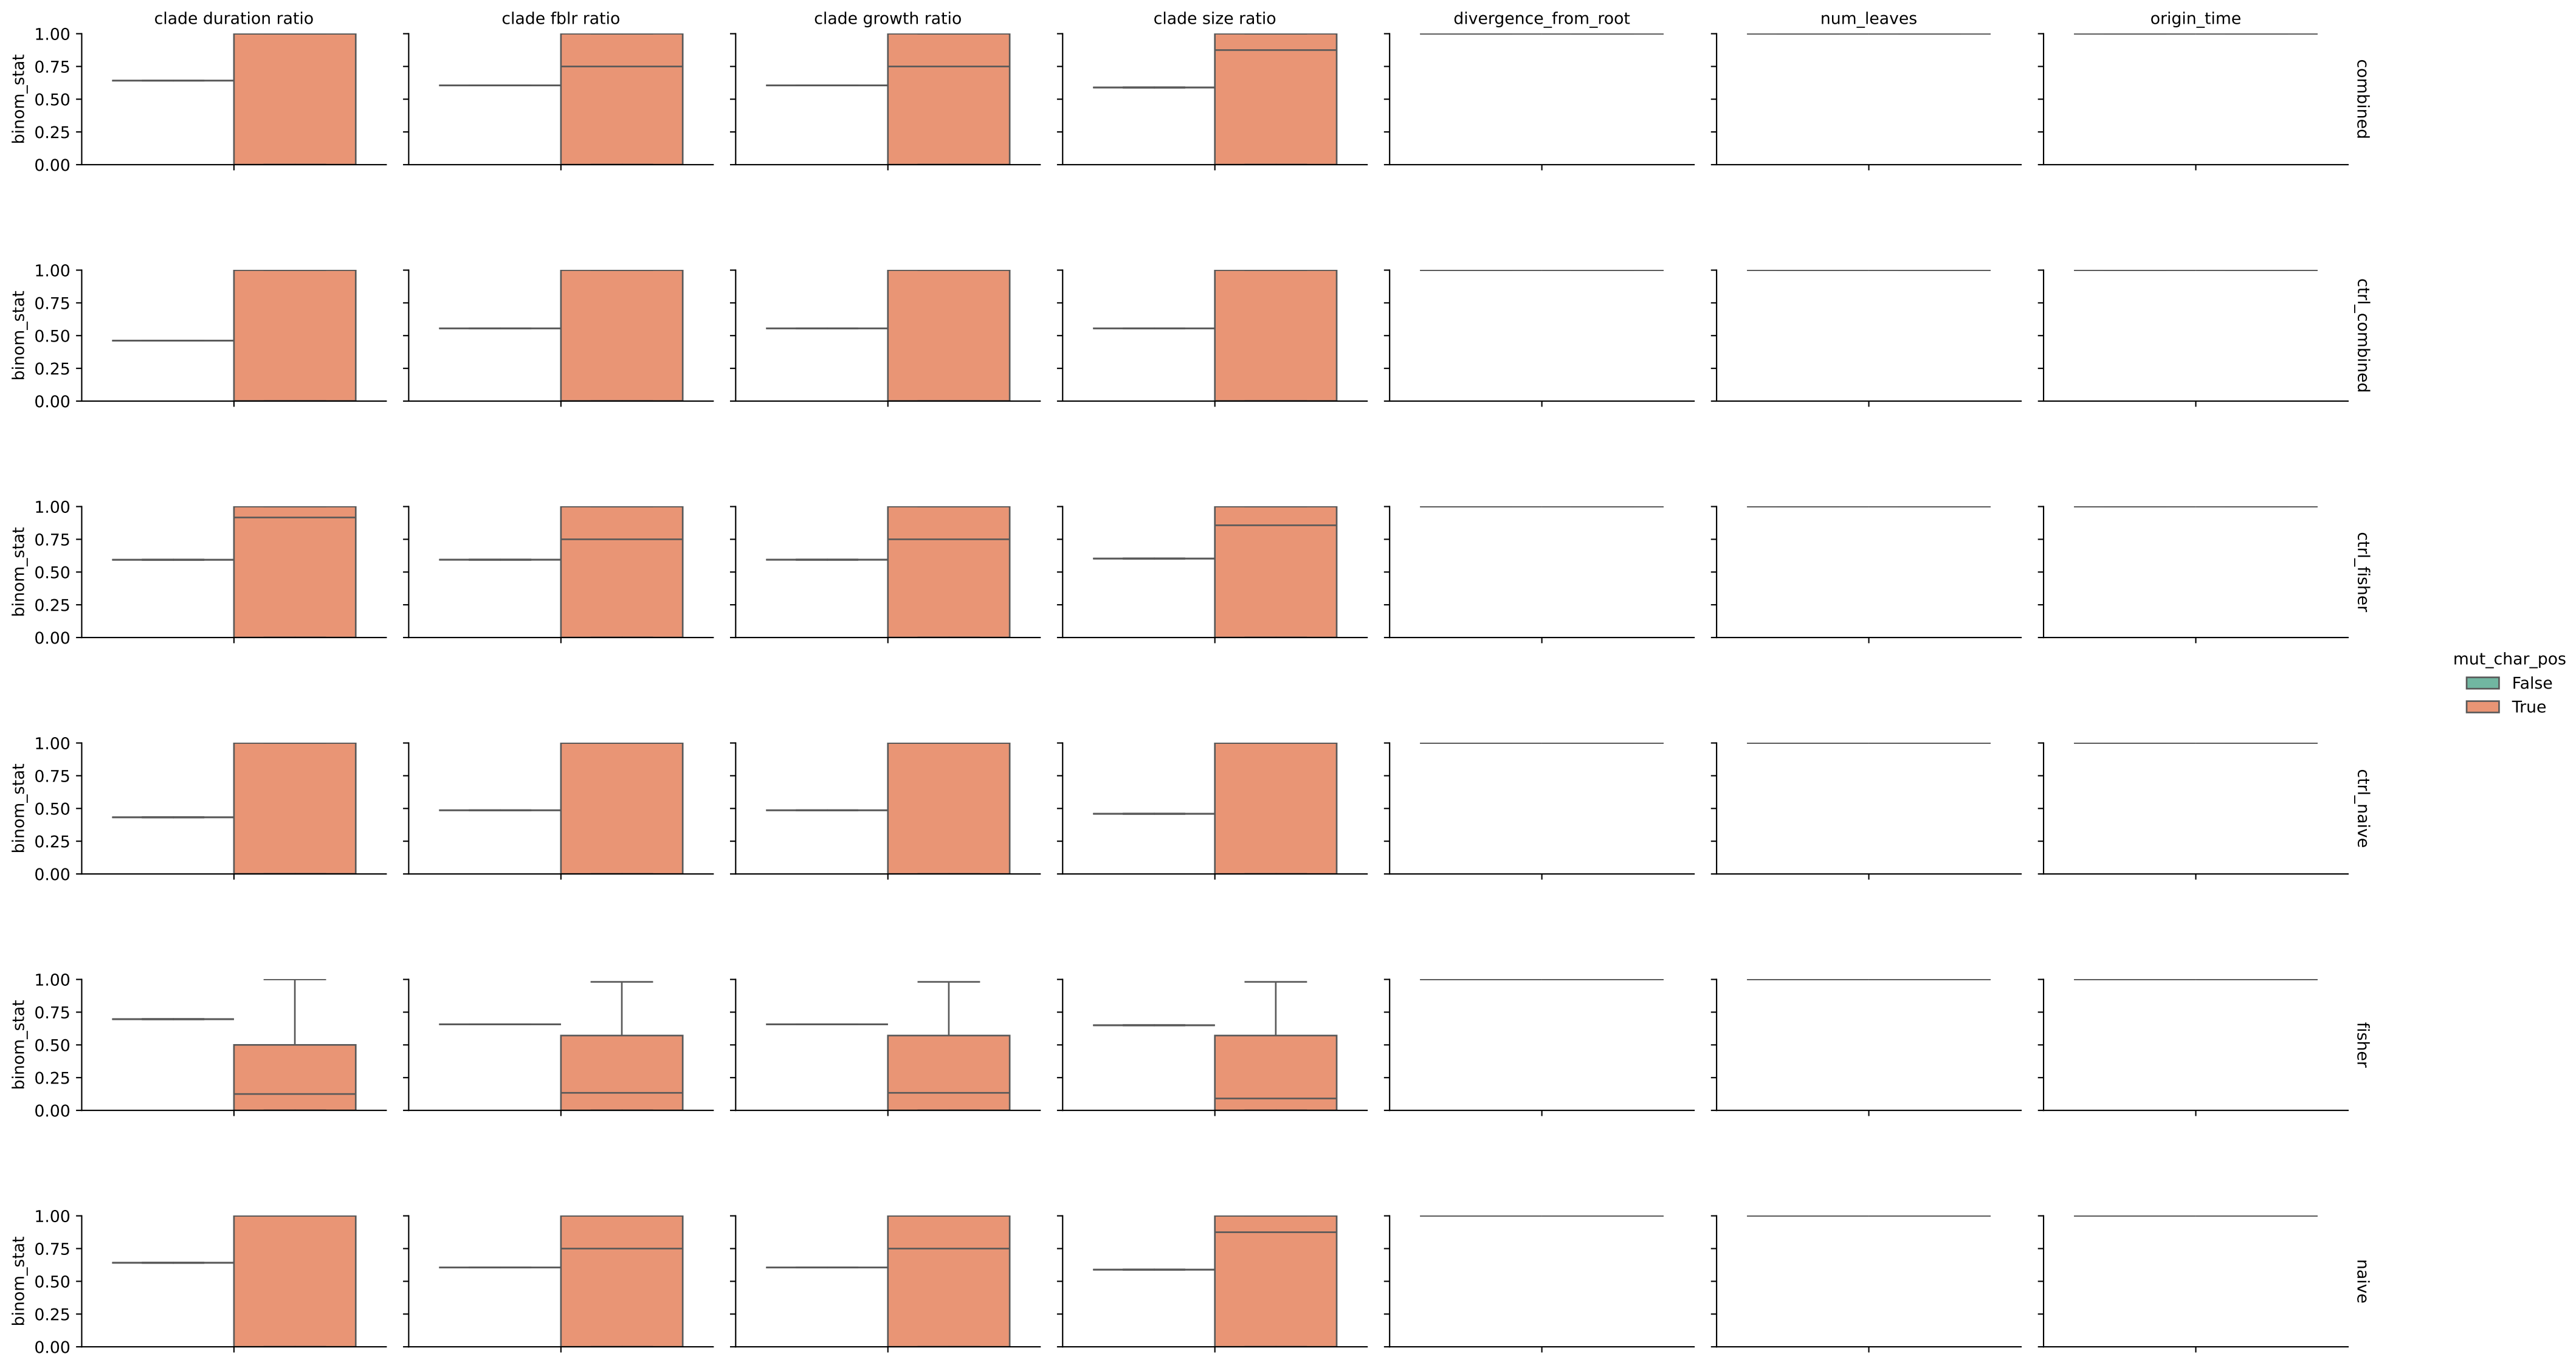 clade duration ratio clade fblr ratio clade growth ratio clade size ratio divergence_from_root num_leaves origin_time
binom_stat
1.00
0.75
0.50
0.25
0.00
combined
binom_stat
1.00
0.75
0.50
0.25
0.00
ctrl_combined
binom_stat
1.00
0.75
0.50
0.25
0.00
ctrl_fisher
mut_char_pos
False
True
binom_stat
1.00
0.75
0.50
0.25
0.00
ctrl_naive
binom_stat
1.00
0.75
0.50
0.25
0.00
fisher
binom_stat
1.00
0.75
0.50
0.25
0.00
naive